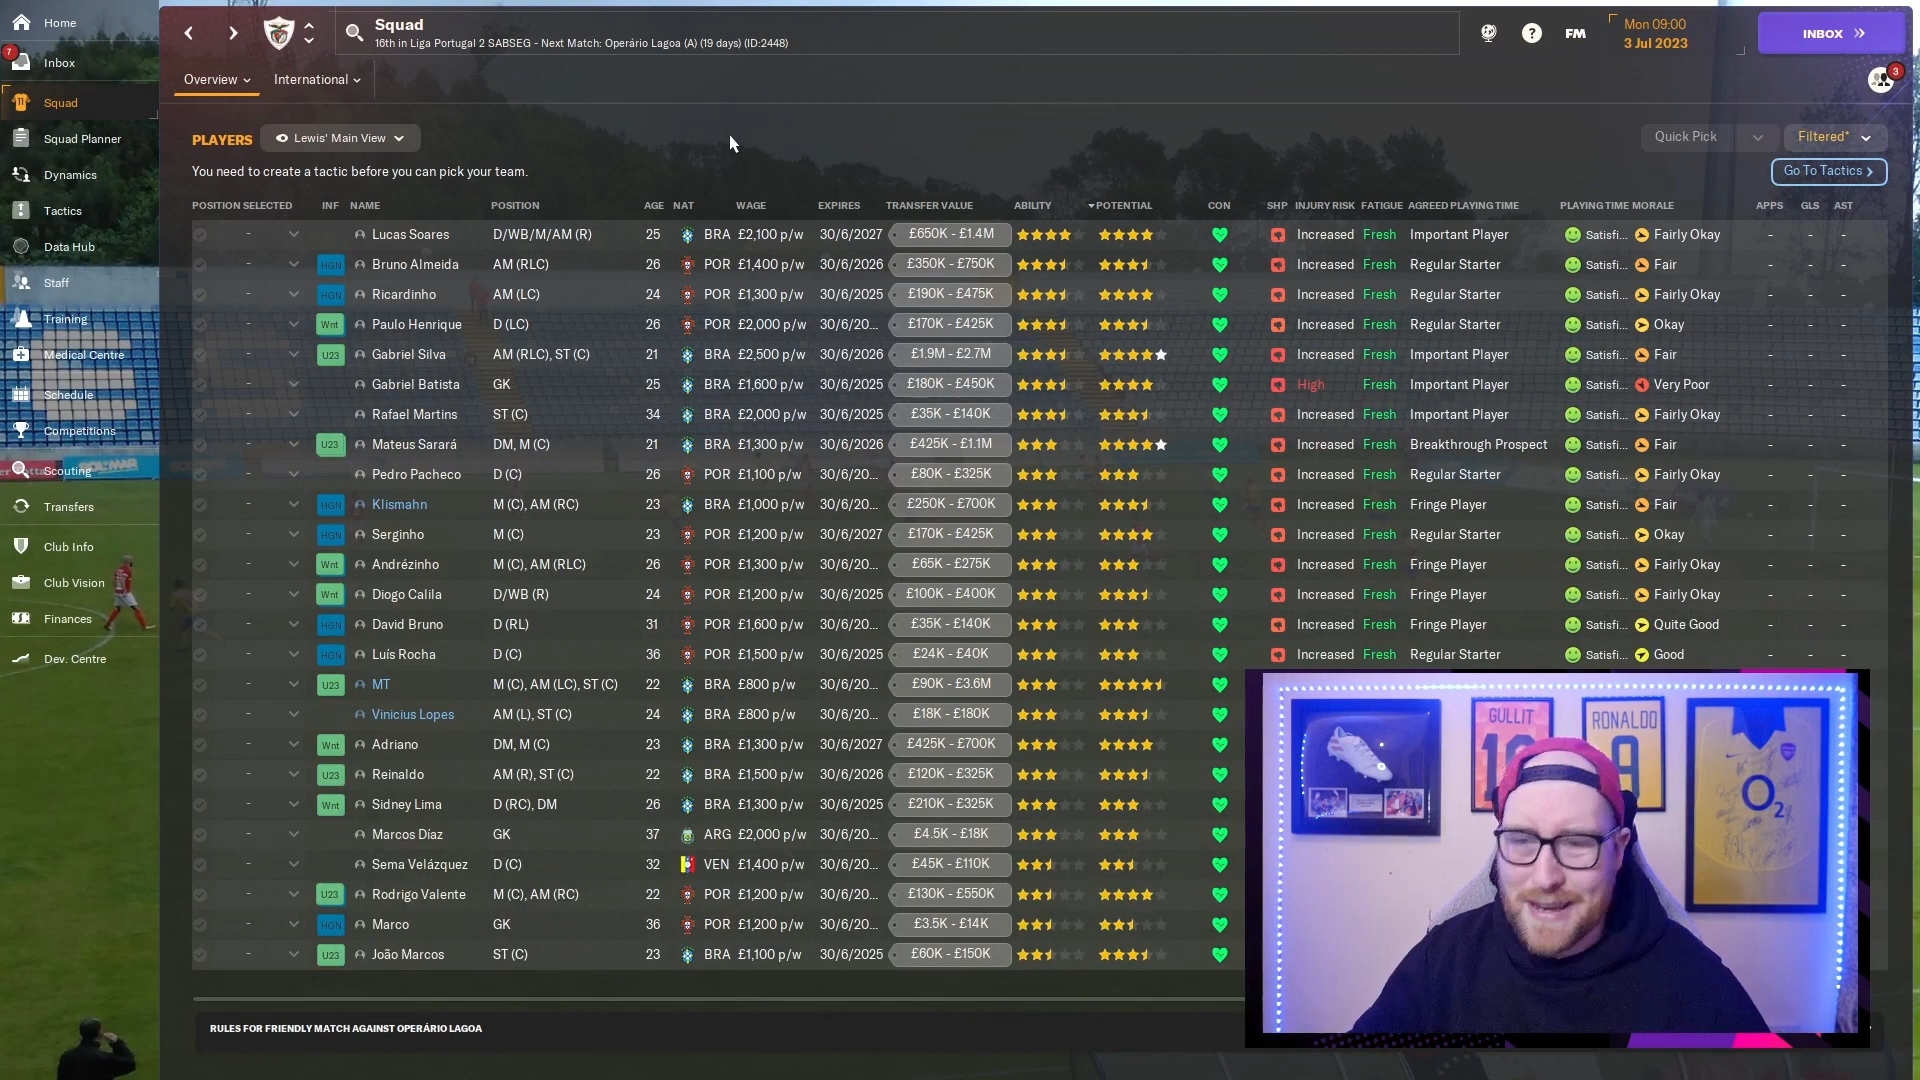 Home
7
Inbox
Squad
Squad Planner
Dynamics
Tactics
Data Hub
Staff
Training
Medical Centre
Schedule
Competitions
Scouting
Transfers
Club Info
Club Vision
Finances
Dev. Centre
Squad
16th in Liga Portugal 2 SABSEG - Next Match: Operário Lagoa (A) (19 days) (ID:2448)
FM
Mon 09:00
3 Jul 2023
INBOX
3
Overview
International
PLAYERS
Lewis' Main View
Quick Pick
Filtered*
You need to create a tactic before you can pick your team.
Go To Tactics
POSITION SELECTED INF NAME POSITION AGE NAT WAGE EXPIRES TRANSFER VALUE ABILITY POTENTIAL CON SHP INJURY RISK FATIGUE AGREED PLAYING TIME PLAYING TIME MORALE APPS GLS AST
- Lucas Soares D/WB/M/AM (R) 25 BRA £2,100 p/w 30/6/2027 £650K - £1.4M Increased Fresh Important Player Satisfi... Fairly Okay - - -
- HGN Bruno Almeida AM (RLC) 26 POR £1,400 p/w 30/6/2026 £350K - £750K Increased Fresh Regular Starter Satisfi... Fair - - -
- HGN Ricardinho AM (LC) 24 POR £1,300 p/w 30/6/2025 £190K - £475K Increased Fresh Regular Starter Satisfi... Fairly Okay - - -
- Wnt Paulo Henrique D (LC) 26 POR £2,000 p/w 30/6/20... £170K - £425K Increased Fresh Regular Starter Satisfi... Okay - - -
- U23 Gabriel Silva AM (RLC), ST (C) 21 BRA £2,500 p/w 30/6/2026 £1.9M - £2.7M Increased Fresh Important Player Satisfi... Fair - - -
- Gabriel Batista GK 25 BRA £1,600 p/w 30/6/2025 £180K - £450K High Fresh Important Player Satisfi... Very Poor - - -
- Rafael Martins ST (C) 34 BRA £2,000 p/w 30/6/2025 £35K - £140K Increased Fresh Important Player Satisfi... Fairly Okay - - -
- U23 Mateus Sarará DM, M (C) 21 BRA £1,300 p/w 30/6/2026 £425K - £1.1M Increased Fresh Breakthrough Prospect Satisfi... Fair - - -
- Pedro Pacheco D (C) 26 POR £1,100 p/w 30/6/20... £80K - £325K Increased Fresh Regular Starter Satisfi... Fairly Okay - - -
- HGN Klismahn M (C), AM (RC) 23 BRA £1,000 p/w 30/6/20... £250K - £700K Increased Fresh Fringe Player Satisfi... Fair - - -
- Serginho M (C) 23 POR £1,200 p/w 30/6/2027 £170K - £425K Increased Fresh Regular Starter Satisfi... Okay - - -
- Wnt Andrézinho M (C), AM (RLC) 26 POR £1,300 p/w 30/6/20... £65K - £275K Increased Fresh Fringe Player Satisfi... Fairly Okay - - -
- Wnt Diogo Calila D/WB (R) 24 POR £1,200 p/w 30/6/2025 £100K - £400K Increased Fresh Fringe Player Satisfi... Fairly Okay - - -
- HGN David Bruno D (RL) 31 POR £1,600 p/w 30/6/2025 £35K - £140K Increased Fresh Fringe Player Satisfi... Quite Good - - -
- HGN Luís Rocha D (C) 36 POR £1,500 p/w 30/6/2025 £24K - £40K Increased Fresh Regular Starter Satisfi... Good - - -
- U23 MT M (C), AM (LC), ST (C) 22 BRA £800 p/w 30/6/20... £90K - £3.6M
- Vinicius Lopes AM (L), ST (C) 24 BRA £800 p/w 30/6/20... £18K - £180K
- Wnt Adriano DM, M (C) 23 BRA £1,300 p/w 30/6/2027 £425K - £700K
- U23 Reinaldo AM (R), ST (C) 22 BRA £1,500 p/w 30/6/2026 £120K - £325K
- Wnt Sidney Lima D (RC), DM 26 BRA £1,300 p/w 30/6/2025 £210K - £325K
- Marcos Díaz GK 37 ARG £2,000 p/w 30/6/20... £4.5K - £18K
- Sema Velázquez D (C) 32 VEN £1,400 p/w 30/6/20... £45K - £110K
- U23 Rodrigo Valente M (C), AM (RC) 22 POR £1,200 p/w 30/6/20... £130K - £550K
- HGN Marco GK 36 POR £1,200 p/w 30/6/20... £3.5K - £14K
- U23 João Marcos ST (C) 23 BRA £1,100 p/w 30/6/2025 £60K - £150K
RULES FOR FRIENDLY MATCH AGAINST OPERÁRIO LAGOA
GULLIT
RONALDO
9
O2